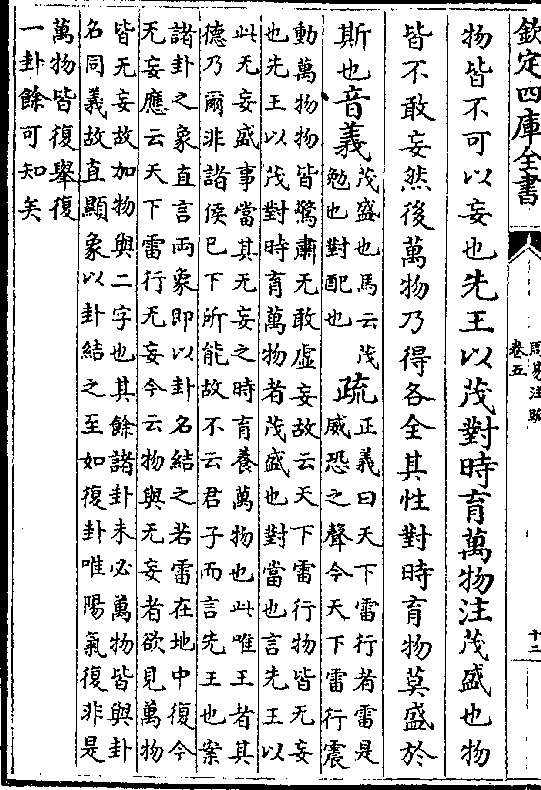 欽定四庫全書
周易注疏
卷五
十二
物皆不可以妄也先王以茂對時育萬物注茂盛也物
皆不敢妄然後萬物乃得各全其性對時育物莫盛於
斯也音義茂盛也馬云茂
勉也對配也
疏正義曰天下雷行者雷是
威恐之聲今天下雷行震
動萬物物皆驚肅无敢虛妄故云天下雷行物皆无妄
也先王以茂對時育萬物者茂盛也對當也言先王以
此无妄盛事當其无妄之時育養萬物也此唯王者其
德乃爾非諸侯已下所能故不云君子而言先王也案
諸卦之象直言兩象即以卦名結之若雷在地中復今
无妄應云天下雷行无妄今云物與无妄者欲見萬物
皆无妄故加物與二字也其餘諸卦未必萬物皆與卦
名同義故直顯象以卦結之至如復卦唯陽氣復非是
萬物皆復舉復
一卦餘可知矣